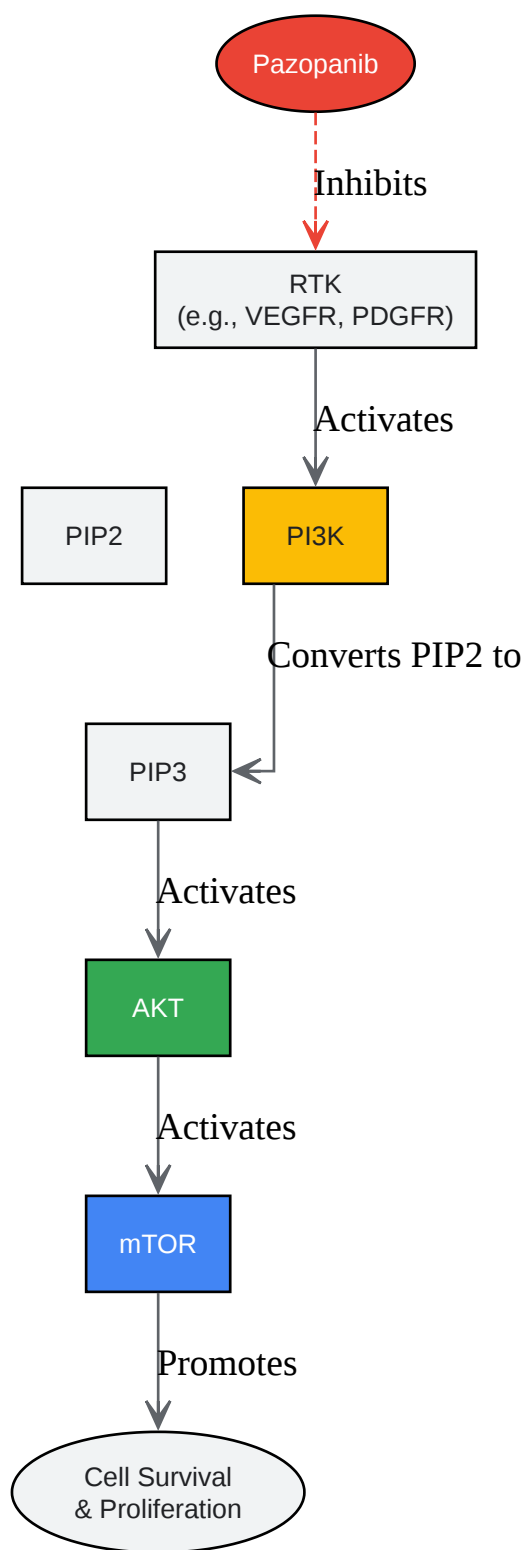 Pazopanib
Inhibits
RTK
(e.g., VEGFR, PDGFR)
Activates
PIP2
PI3K
Converts PIP2 to
PIP3
Activates
AKT
Activates
mTOR
Promotes
Cell Survival
& Proliferation